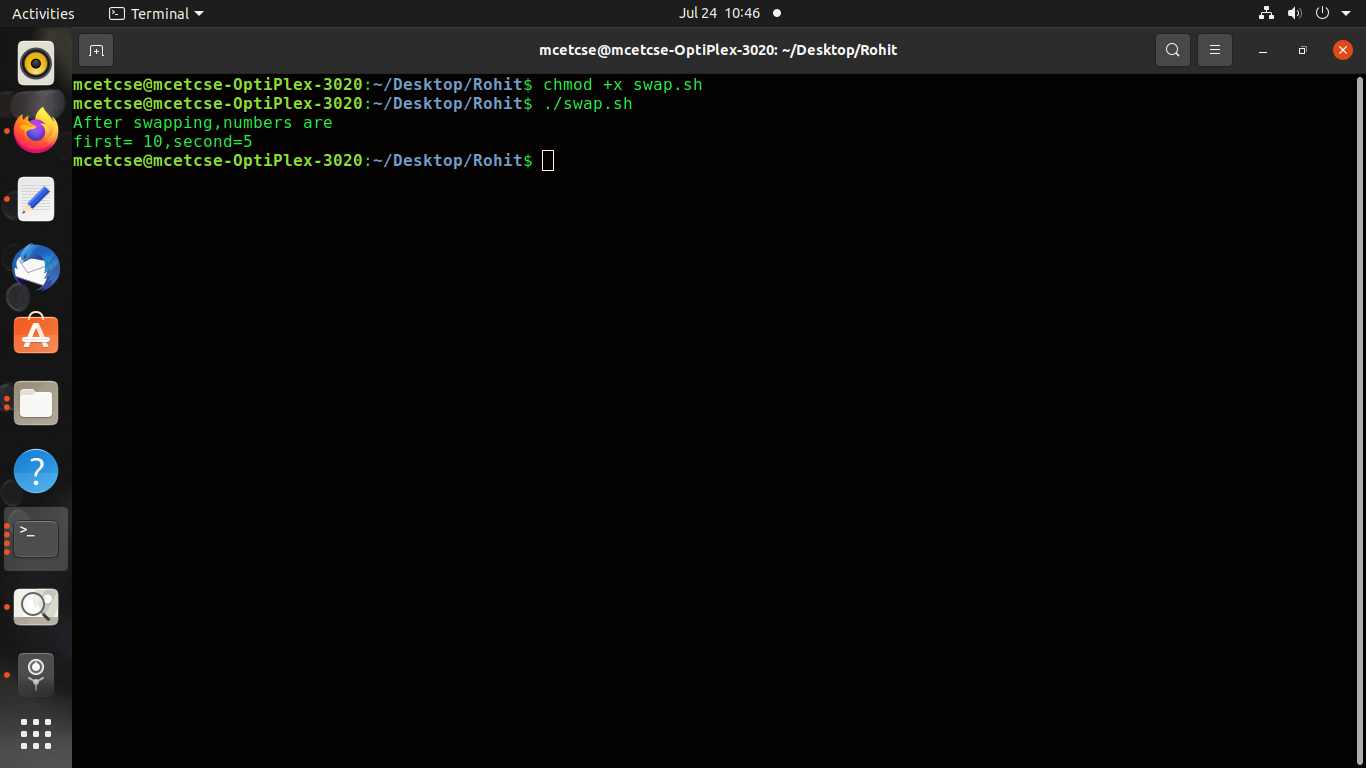 Activities Terminal Jul 24 10:46
mcetcse@mcetcse-OptiPlex-3020: ~/Desktop/Rohit
mcetcse@mcetcse-OptiPlex-3020:~/Desktop/Rohit$ chmod +x swap.sh
mcetcse@mcetcse-OptiPlex-3020:~/Desktop/Rohit$ ./swap.sh
After swapping,numbers are
first= 10,second=5
mcetcse@mcetcse-OptiPlex-3020:~/Desktop/Rohit$